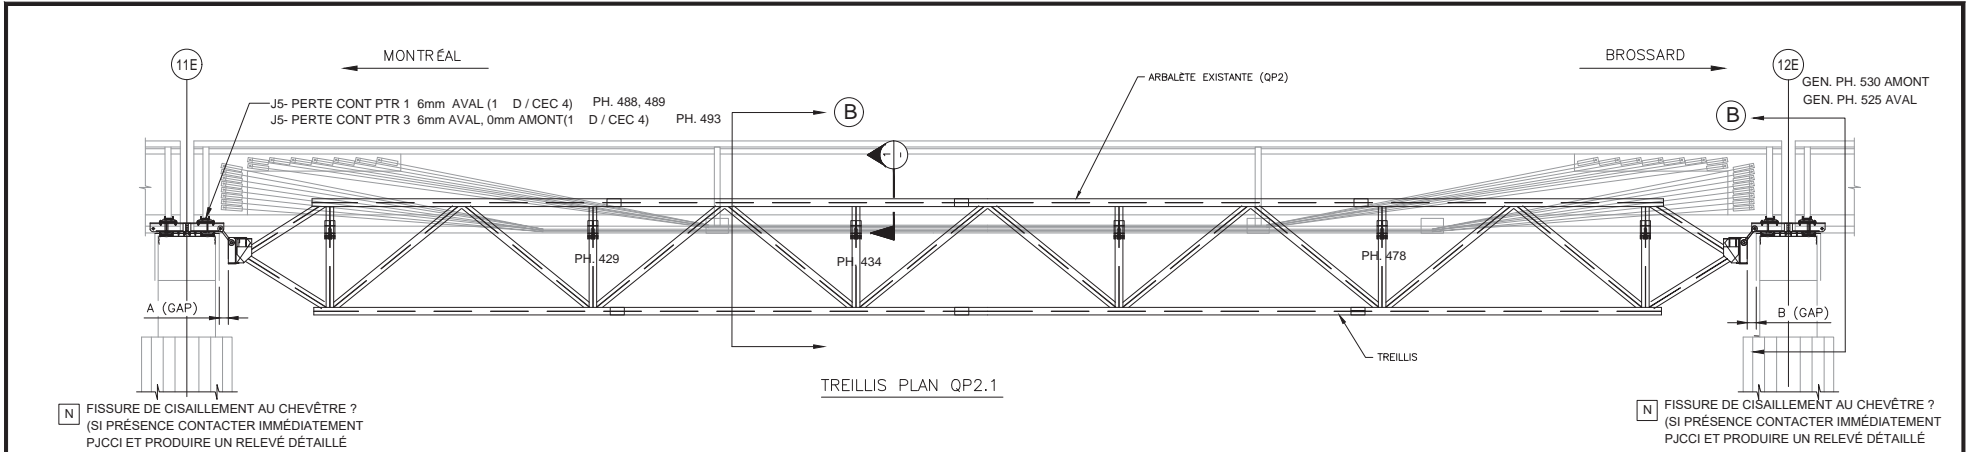 11E
MONTRÉAL
BROSSARD
12E
ARBALÈTE EXISTANTE (QP2)
GEN. PH. 530 AMONT
GEN. PH. 525 AVAL
J5- PERTE CONT PTR 1 6mm AVAL (1 D / CEC 4) PH. 488, 489
J5- PERTE CONT PTR 3 6mm AVAL, 0mm AMONT(1 D / CEC 4) PH. 493
B
B
1
-
PH. 429
PH. 434
PH. 478
A (GAP)
B (GAP)
TREILLIS
TREILLIS PLAN QP2.1
N FISSURE DE CISAILLEMENT AU CHEVÊTRE ?
(SI PRÉSENCE CONTACTER IMMÉDIATEMENT
PJCCI ET PRODUIRE UN RELEVÉ DÉTAILLÉ
N FISSURE DE CISAILLEMENT AU CHEVÊTRE ?
(SI PRÉSENCE CONTACTER IMMÉDIATEMENT
PJCCI ET PRODUIRE UN RELEVÉ DÉTAILLÉ